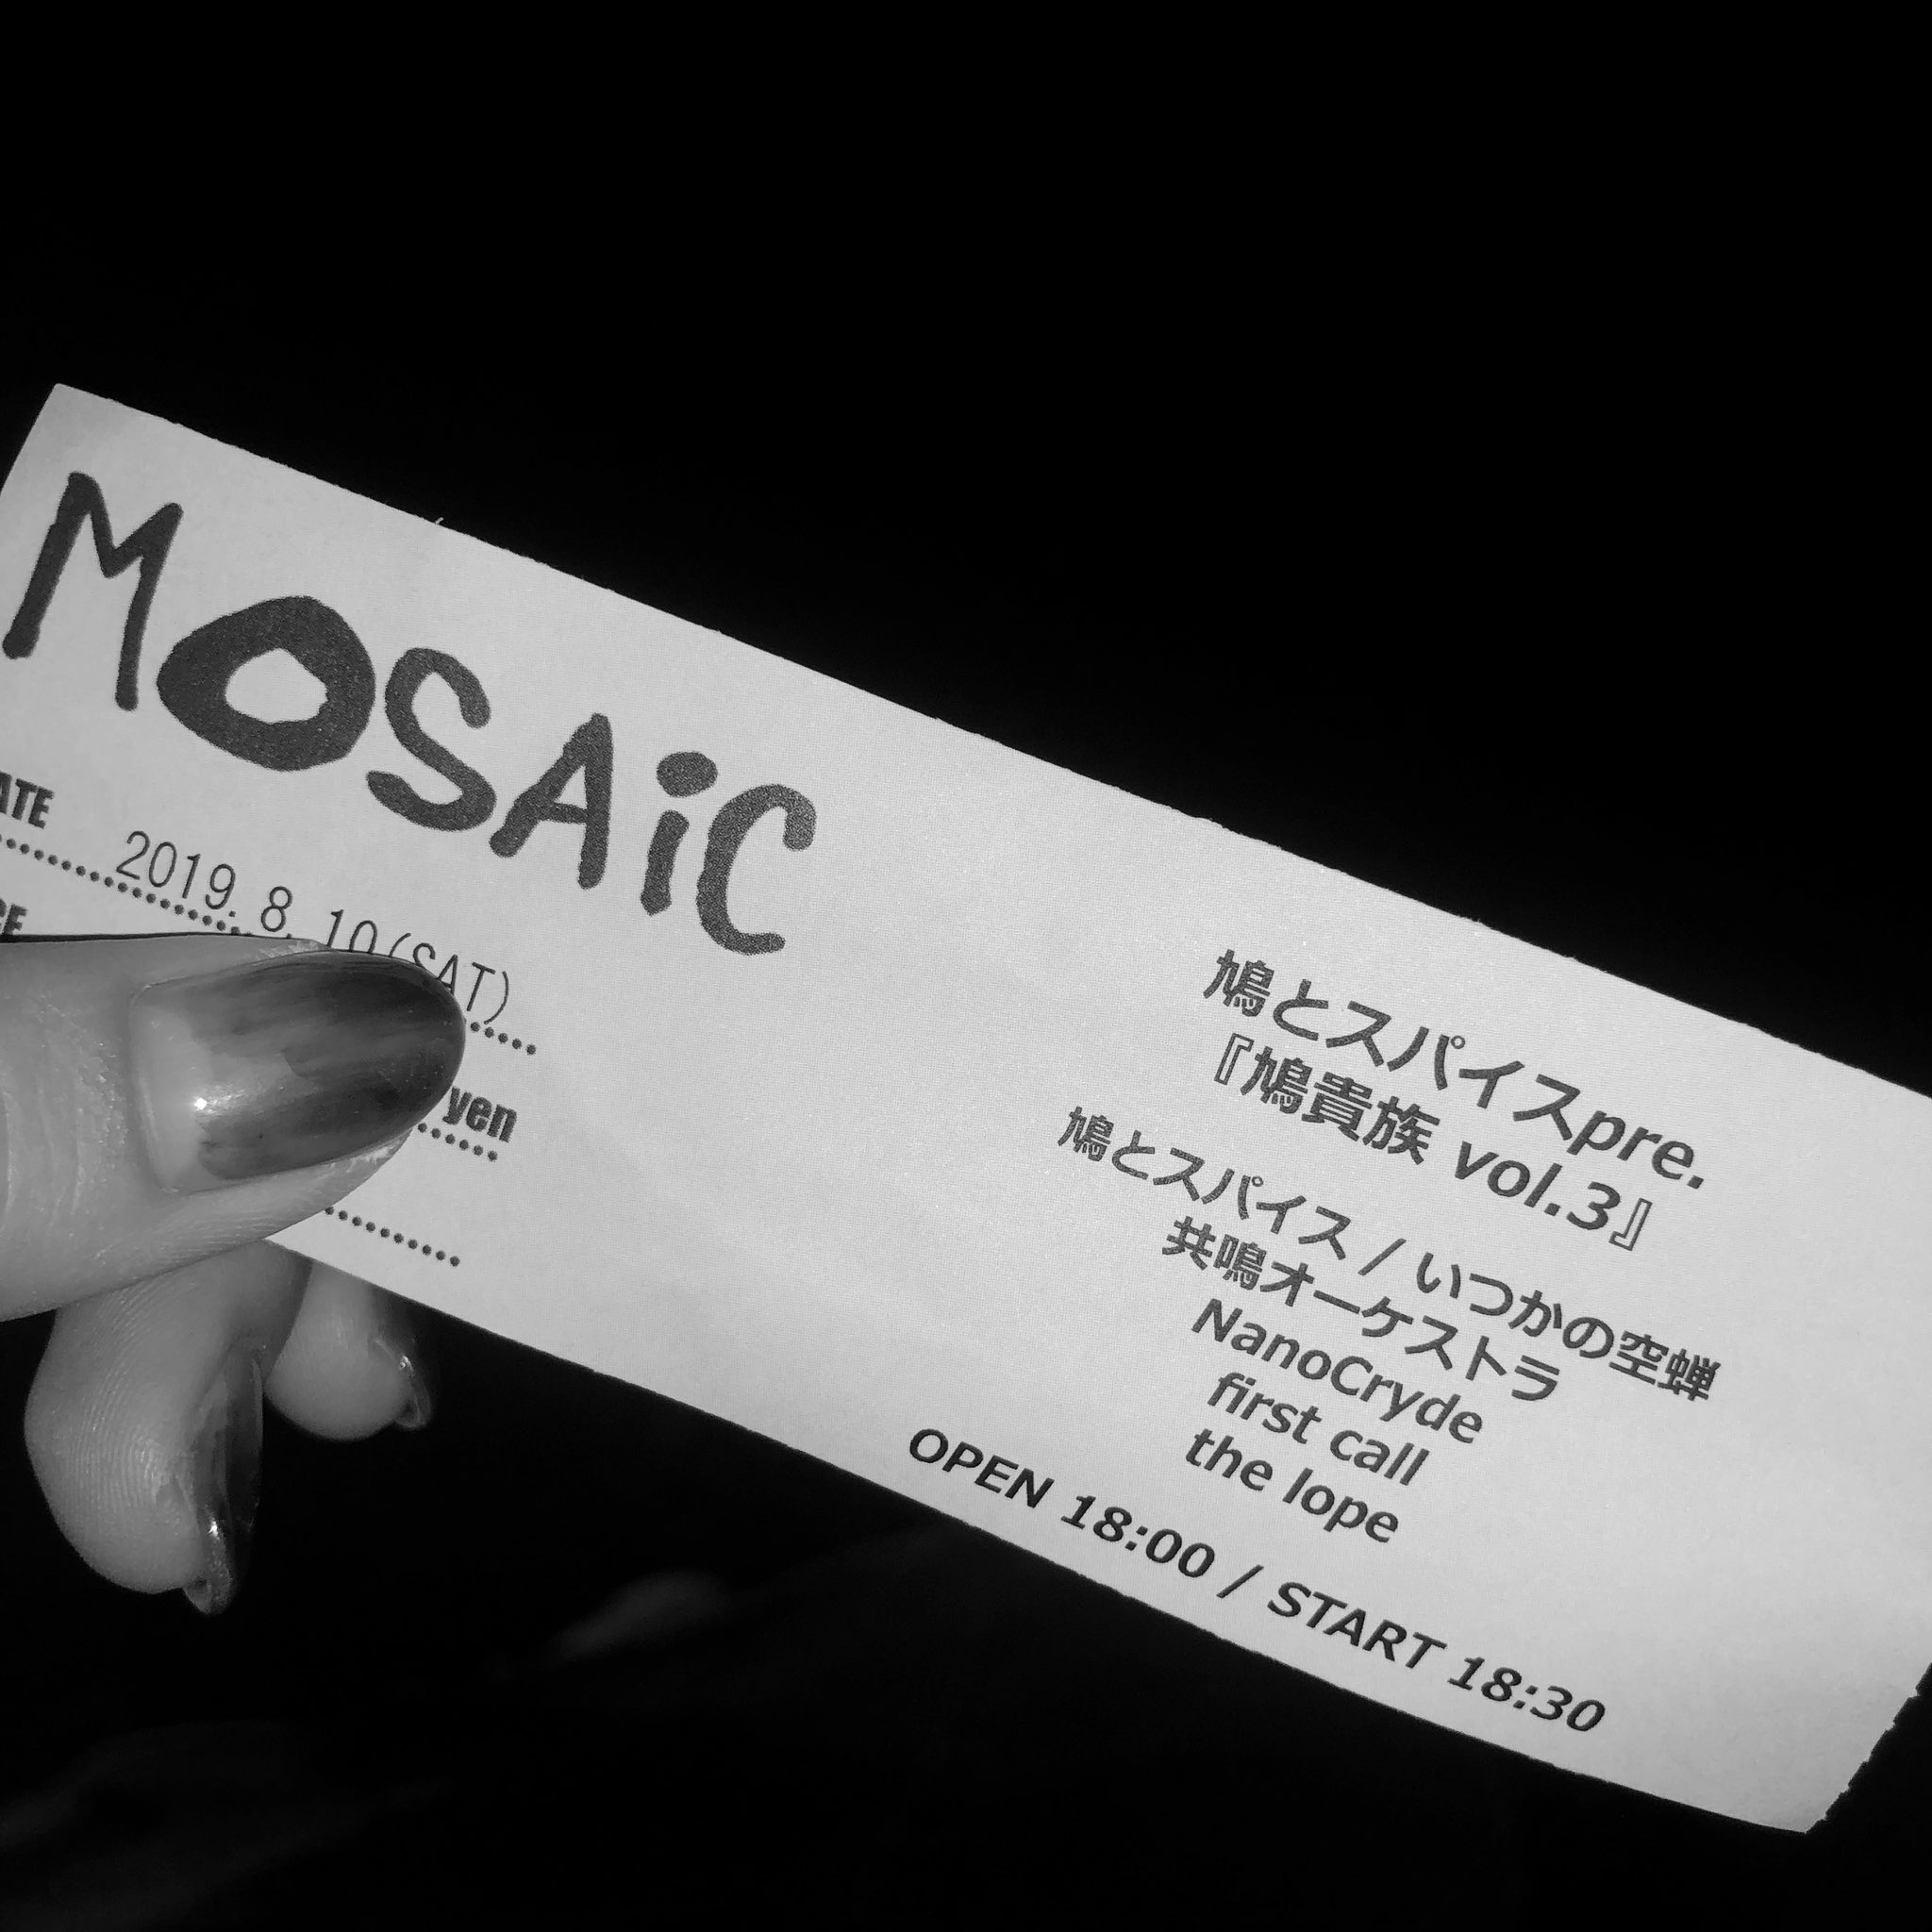 MOSAiC
ATE 2019. 8. 10(SAT)
CE
yen
鳩とスパイスpre.
『鳩貴族 vol.3』
鳩とスパイス / いつかの空蝉
共鳴オーケストラ
NanoCryde
first call
the lope
OPEN 18:00 / START 18:30